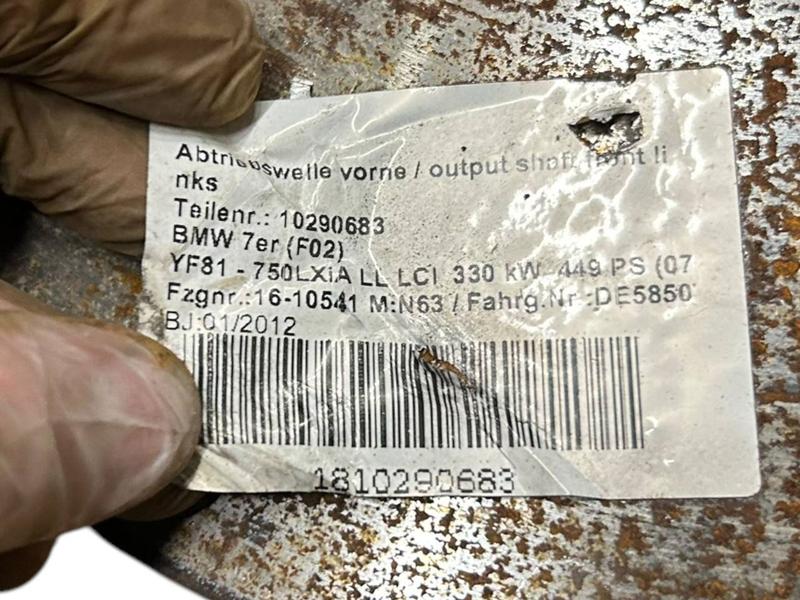 Abtriebswelle vorne / output shaft front li
nks
Teilenr.: 10290683
BMW 7er (F02)
YF81 - 750LXiA LL LCI 330 kW 449 PS (07
Fzgnr.:16-10541 M:N63 / Fahrg.Nr.:DE5850
BJ:01/2012
1810290683